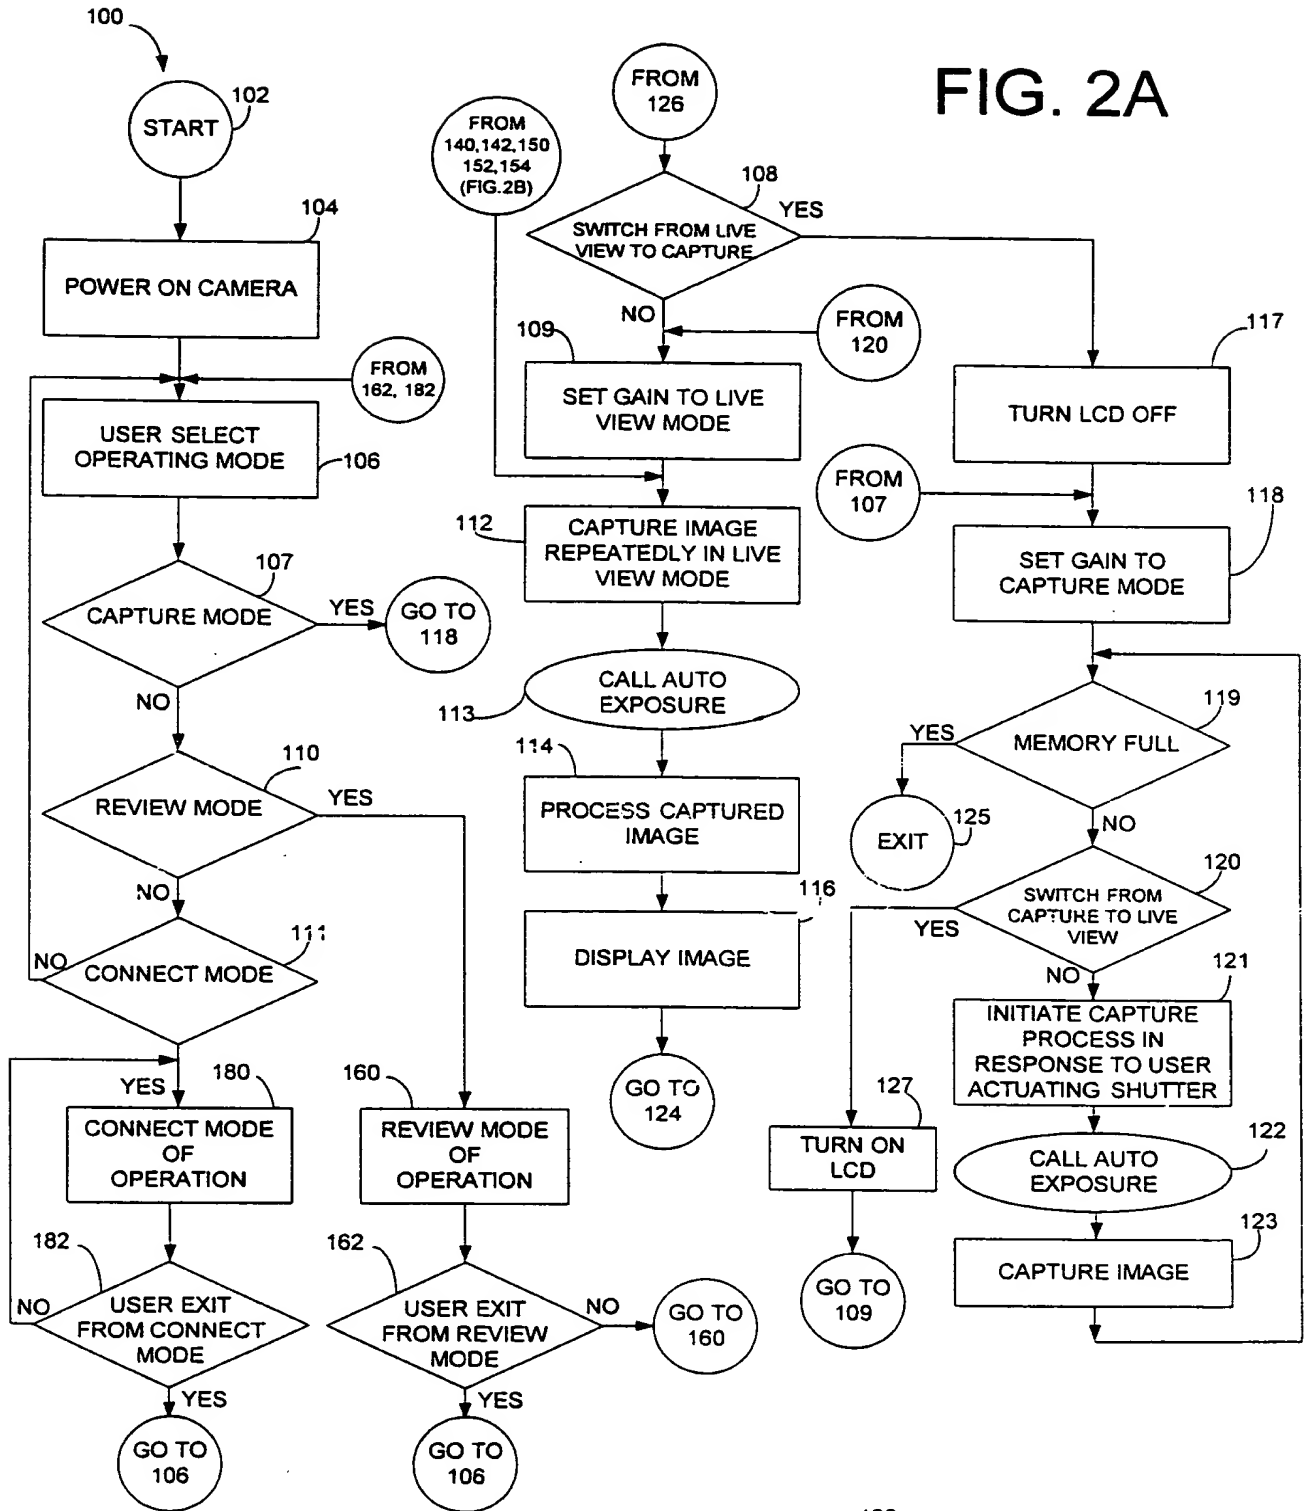 FIG. 2A
100
102
START
104
POWER ON CAMERA
FROM
162, 182
USER SELECT
OPERATING MODE
106
107
CAPTURE MODE
YES
GO TO
118
NO
110
REVIEW MODE
YES
NO
111
CONNECT MODE
NO
YES
180
CONNECT MODE
OF
OPERATION
182
USER EXIT
FROM CONNECT
MODE
NO
YES
GO TO
106
160
REVIEW MODE
OF
OPERATION
162
USER EXIT
FROM REVIEW
MODE
NO
GO TO
160
YES
GO TO
106
FROM
126
FROM
140,142,150
152,154
(FIG.2B)
108
SWITCH FROM LIVE
VIEW TO CAPTURE
YES
NO
FROM
120
109
SET GAIN TO LIVE
VIEW MODE
112
CAPTURE IMAGE
REPEATEDLY IN LIVE
VIEW MODE
CALL AUTO
EXPOSURE
113
114
PROCESS CAPTURED
IMAGE
116
DISPLAY IMAGE
GO TO
124
117
TURN LCD OFF
FROM
107
118
SET GAIN TO
CAPTURE MODE
119
MEMORY FULL
YES
EXIT
125
NO
120
SWITCH FROM
CAPTURE TO LIVE
VIEW
YES
127
TURN ON
LCD
GO TO
109
NO
121
INITIATE CAPTURE
PROCESS IN
RESPONSE TO USER
ACTUATING SHUTTER
122
CALL AUTO
EXPOSURE
123
CAPTURE IMAGE